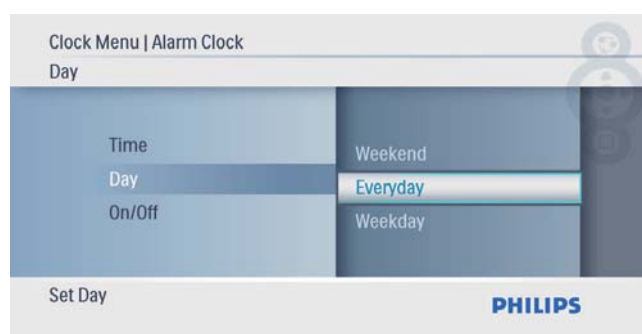 Clock Menu | Alarm Clock
Day
Time
Day
On/Off
Weekend
Everyday
Weekday
Set Day
PHILIPS